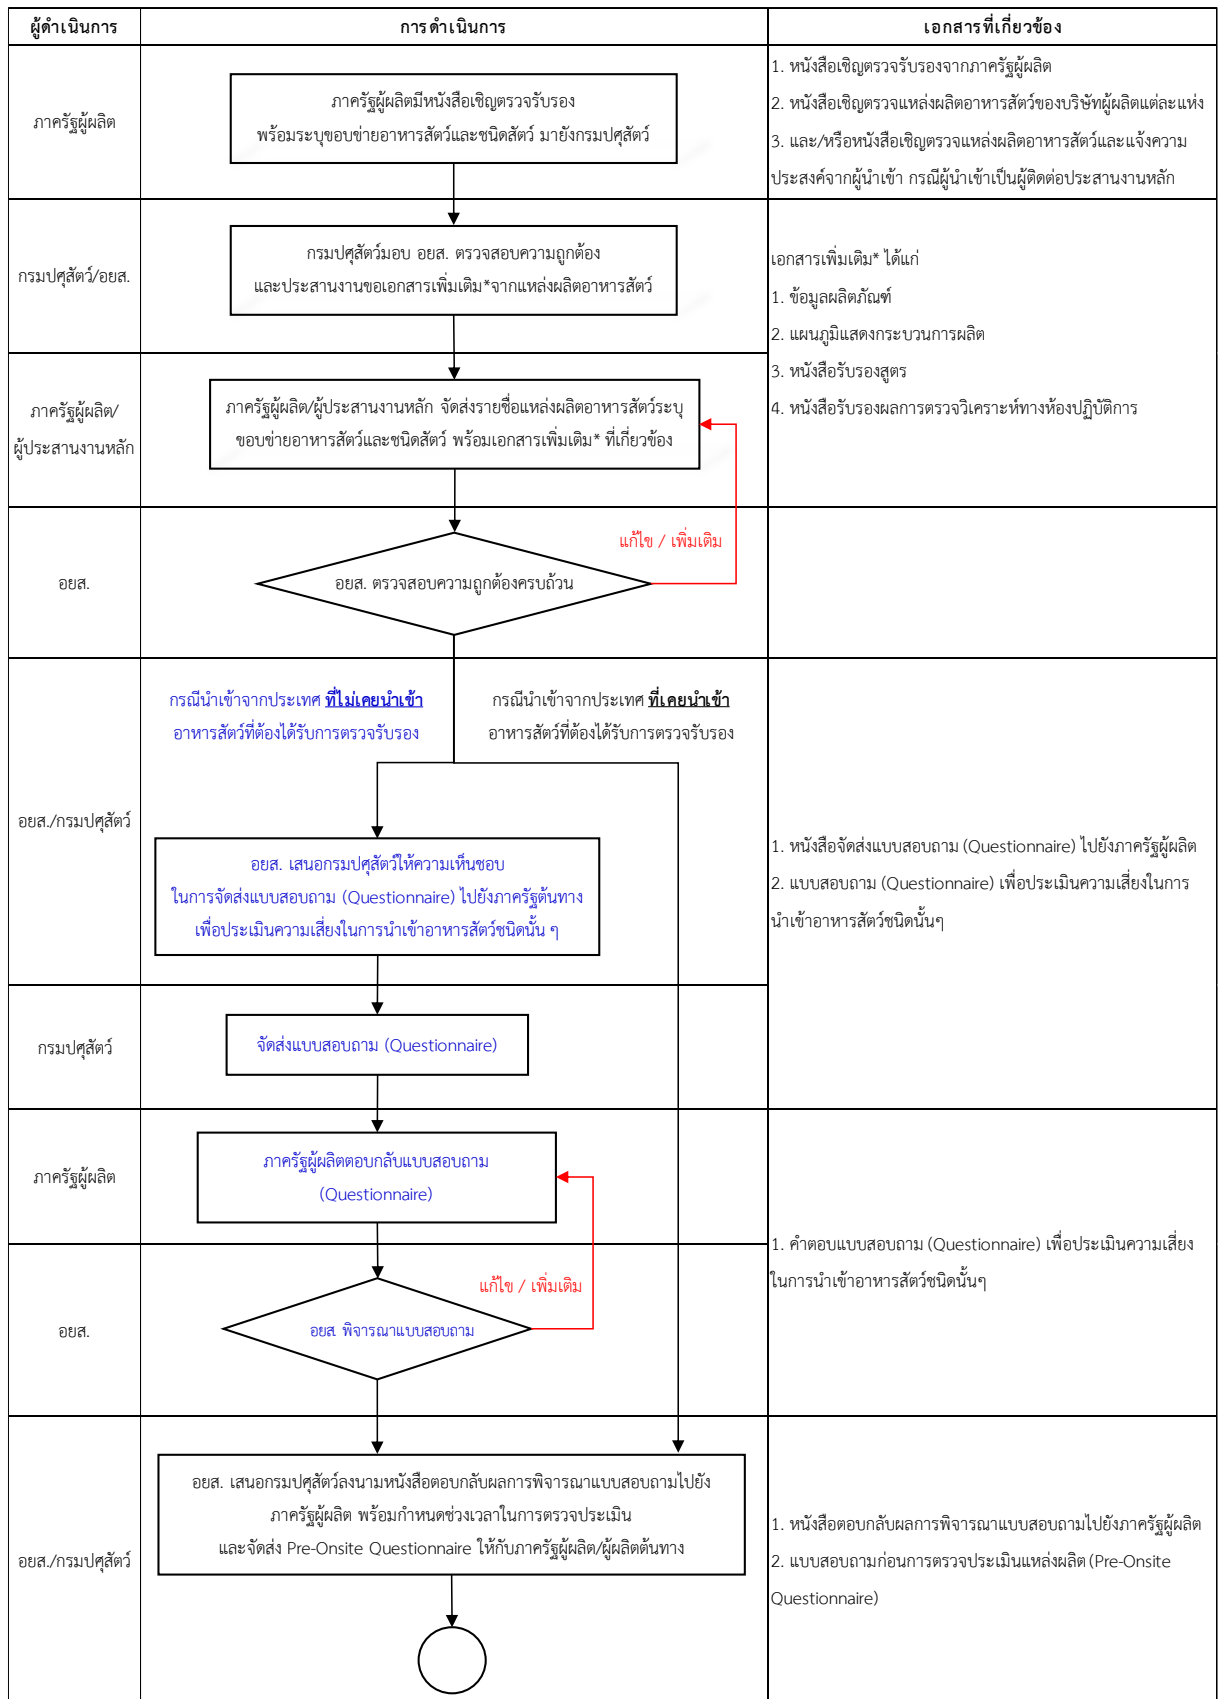 ผู้ดำเนินการ
การดำเนินการ
เอกสารที่เกี่ยวข้อง
ภาครัฐผู้ผลิต
ภาครัฐผู้ผลิตมีหนังสือเชิญตรวจรับรอง
พร้อมระบุขอบข่ายอาหารสัตว์และชนิดสัตว์ มายังกรมปศุสัตว์
1. หนังสือเชิญตรวจรับรองจากภาครัฐผู้ผลิต
2. หนังสือเชิญตรวจแหล่งผลิตอาหารสัตว์ของบริษัทผู้ผลิตแต่ละแห่ง
3. และ/หรือหนังสือเชิญตรวจแหล่งผลิตอาหารสัตว์และแจ้งความ
ประสงค์จากผู้นำเข้า กรณีผู้นำเข้าเป็นผู้ติดต่อประสานงานหลัก
กรมปศุสัตว์/อยส.
กรมปศุสัตว์มอบ อยส. ตรวจสอบความถูกต้อง
และประสานงานขอเอกสารเพิ่มเติม*จากแหล่งผลิตอาหารสัตว์
เอกสารเพิ่มเติม* ได้แก่
1. ข้อมูลผลิตภัณฑ์
2. แผนภูมิแสดงกระบวนการผลิต
3. หนังสือรับรองสูตร
4. หนังสือรับรองผลการตรวจวิเคราะห์ทางห้องปฏิบัติการ
ภาครัฐผู้ผลิต/
ผู้ประสานงานหลัก
ภาครัฐผู้ผลิต/ผู้ประสานงานหลัก จัดส่งรายชื่อแหล่งผลิตอาหารสัตว์ระบุ
ขอบข่ายอาหารสัตว์และชนิดสัตว์ พร้อมเอกสารเพิ่มเติม* ที่เกี่ยวข้อง
แก้ไข / เพิ่มเติม
อยส.
อยส. ตรวจสอบความถูกต้องครบถ้วน
กรณีนำเข้าจากประเทศ ที่ไม่เคยนำเข้า
อาหารสัตว์ที่ต้องได้รับการตรวจรับรอง
กรณีนำเข้าจากประเทศ ที่เคยนำเข้า
อาหารสัตว์ที่ต้องได้รับการตรวจรับรอง
อยส./กรมปศุสัตว์
อยส. เสนอกรมปศุสัตว์ให้ความเห็นชอบ
ในการจัดส่งแบบสอบถาม (Questionnaire) ไปยังภาครัฐต้นทาง
เพื่อประเมินความเสี่ยงในการนำเข้าอาหารสัตว์ชนิดนั้น ๆ
1. หนังสือจัดส่งแบบสอบถาม (Questionnaire) ไปยังภาครัฐผู้ผลิต
2. แบบสอบถาม (Questionnaire) เพื่อประเมินความเสี่ยงในการ
นำเข้าอาหารสัตว์ชนิดนั้นๆ
กรมปศุสัตว์
จัดส่งแบบสอบถาม (Questionnaire)
ภาครัฐผู้ผลิต
ภาครัฐผู้ผลิตตอบกลับแบบสอบถาม
(Questionnaire)
1. คำตอบแบบสอบถาม (Questionnaire) เพื่อประเมินความเสี่ยง
ในการนำเข้าอาหารสัตว์ชนิดนั้นๆ
แก้ไข / เพิ่มเติม
อยส.
อยส. พิจารณาแบบสอบถาม
อยส./กรมปศุสัตว์
อยส. เสนอกรมปศุสัตว์ลงนามหนังสือตอบกลับผลการพิจารณาแบบสอบถามไปยัง
ภาครัฐผู้ผลิต พร้อมกำหนดช่วงเวลาในการตรวจประเมิน
และจัดส่ง Pre-Onsite Questionnaire ให้กับภาครัฐผู้ผลิต/ผู้ผลิตต้นทาง
1. หนังสือตอบกลับผลการพิจารณาแบบสอบถามไปยังภาครัฐผู้ผลิต
2. แบบสอบถามก่อนการตรวจประเมินแหล่งผลิต (Pre-Onsite
Questionnaire)